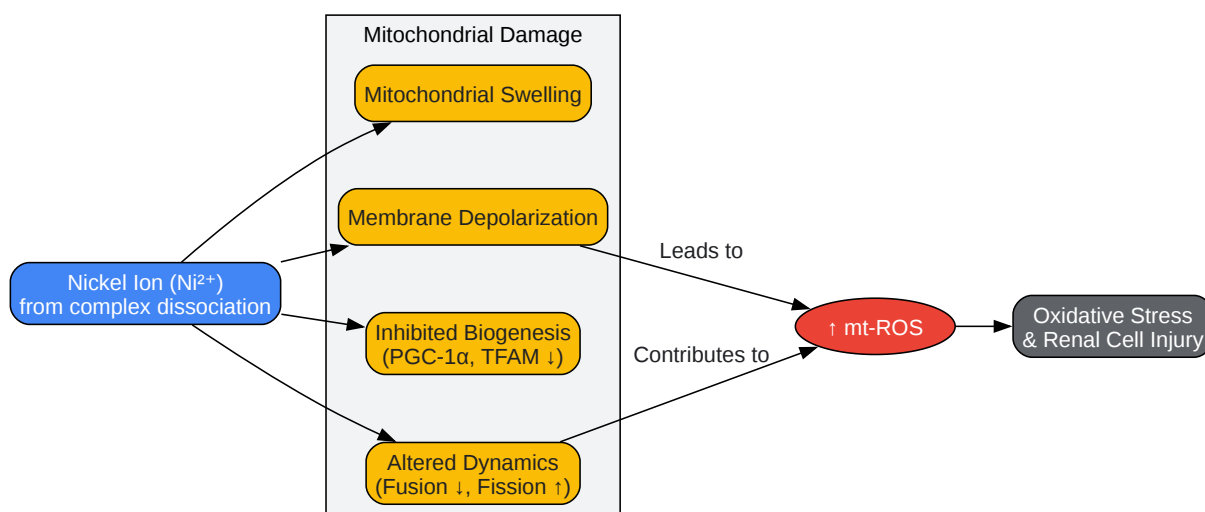 Mitochondrial Damage
Mitochondrial Swelling
Membrane Depolarization
Leads to
Nickel Ion (Ni²⁺)
from complex dissociation
↑ mt-ROS
Oxidative Stress
& Renal Cell Injury
Inhibited Biogenesis
(PGC-1α, TFAM ↓)
Contributes to
Altered Dynamics
(Fusion ↓, Fission ↑)